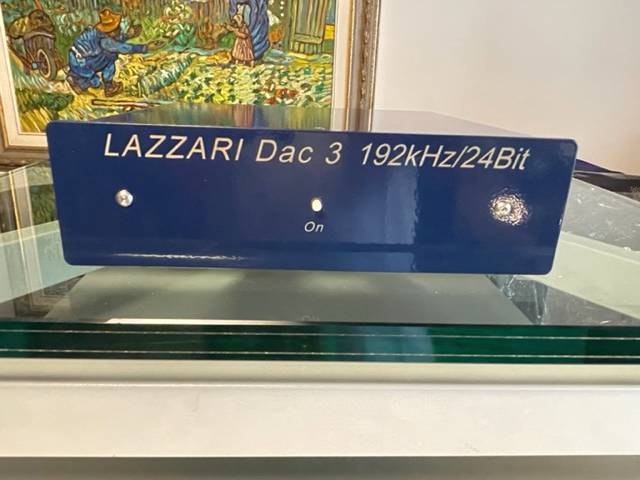 LAZZARI Dac 3 192kHz/24Bit
On